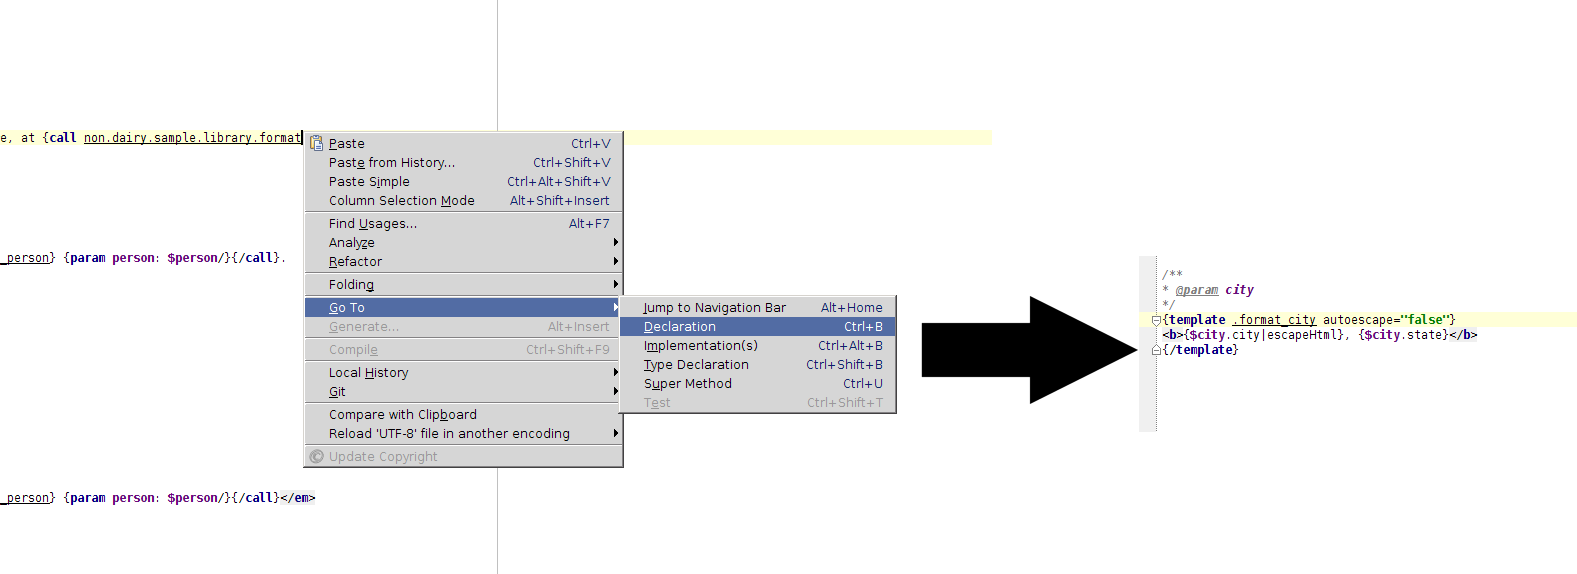 e, at {call non.dairy.sample.library.format
_person} {param person: $person/}{/call}.
_person} {param person: $person/}{/call}</em>
Paste Ctrl+V
Paste from History... Ctrl+Shift+V
Paste Simple Ctrl+Alt+Shift+V
Column Selection Mode Alt+Shift+Insert
Find Usages... Alt+F7
Analyze
Refactor
Folding
Go To
Generate... Alt+Insert
Compile Ctrl+Shift+F9
Local History
Git
Compare with Clipboard
Reload 'UTF-8' file in another encoding
Update Copyright
Jump to Navigation Bar Alt+Home
Declaration Ctrl+B
Implementation(s) Ctrl+Alt+B
Type Declaration Ctrl+Shift+B
Super Method Ctrl+U
Test Ctrl+Shift+T
/**
* @param city
*/
{template .format_city autoescape="false"}
<b>{$city.city|escapeHtml}, {$city.state}</b>
{/template}